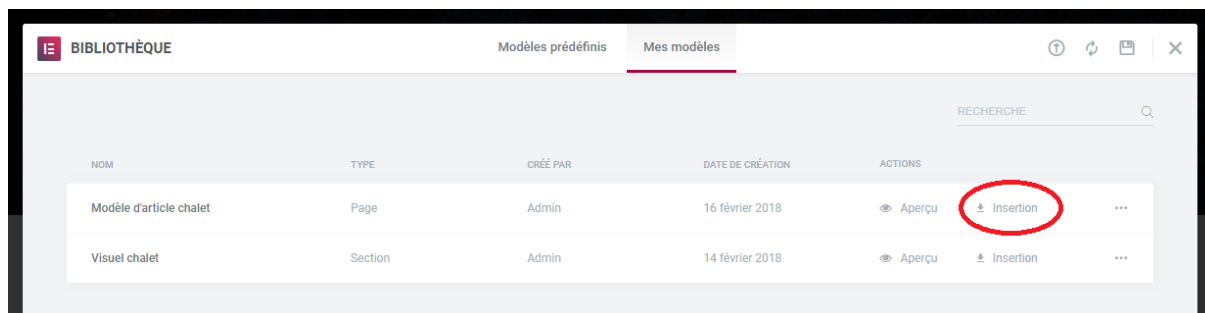 BIBLIOTHÈQUE Modèles prédéfinis Mes modèles
RECHERCHE
NOM TYPE CRÉÉ PAR DATE DE CRÉATION ACTIONS
Modèle d'article chalet Page Admin 16 février 2018 Aperçu Insertion
Visuel chalet Section Admin 14 février 2018 Aperçu Insertion